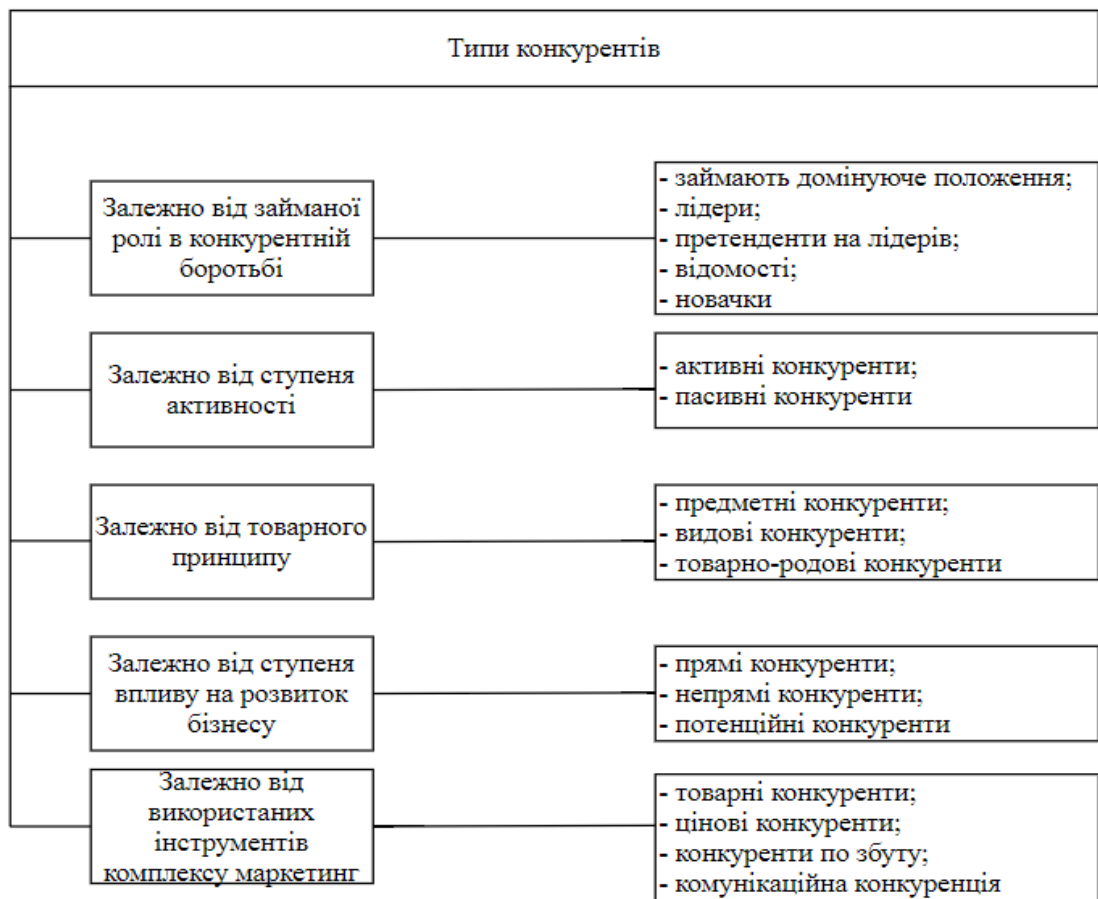 Типи конкурентів
Залежно від займаної
ролі в конкурентній
боротьбі
- займають домінуюче положення;
- лідери;
- претенденти на лідерів;
- відомості;
- новачки
Залежно від ступеня
активності
- активні конкуренти;
- пасивні конкуренти
Залежно від товарного
принципу
- предметні конкуренти;
- видові конкуренти;
- товарно-родові конкуренти
Залежно від ступеня
впливу на розвиток
бізнесу
- прямі конкуренти;
- непрямі конкуренти;
- потенційні конкуренти
Залежно від
використаних
інструментів
комплексу маркетинг
- товарні конкуренти;
- цінові конкуренти;
- конкуренти по збуту;
- комунікаційна конкуренція